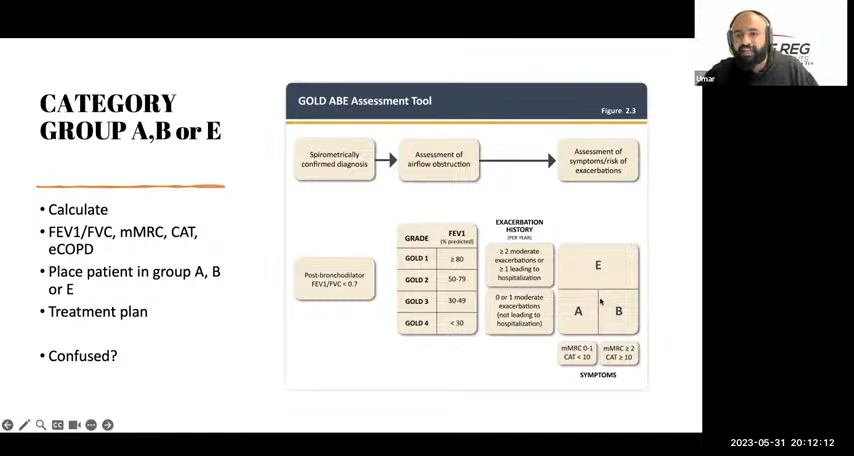 CATEGORY
GROUP A,B or E
• Calculate
• FEV1/FVC, mMRC, CAT,
eCOPD
• Place patient in group A, B
or E
• Treatment plan
• Confused?
GOLD ABE Assessment Tool
Figure 2.3
Spirometrically
confirmed diagnosis
Assessment of
airflow obstruction
Assessment of
symptoms/risk of
exacerbations
Post-bronchodilator
FEV1/FVC < 0.7
GRADE
FEV1
(% predicted)
GOLD 1
≥ 80
GOLD 2
50-79
GOLD 3
30-49
GOLD 4
< 30
EXACERBATION
HISTORY
(PER YEAR)
≥ 2 moderate
exacerbations or
≥ 1 leading to
hospitalization
0 or 1 moderate
exacerbations
(not leading to
hospitalization)
E
A
B
mMRC 0-1
CAT < 10
mMRC ≥ 2
CAT ≥ 10
SYMPTOMS
REG
Umar
CC
2023-05-31 20:12:12